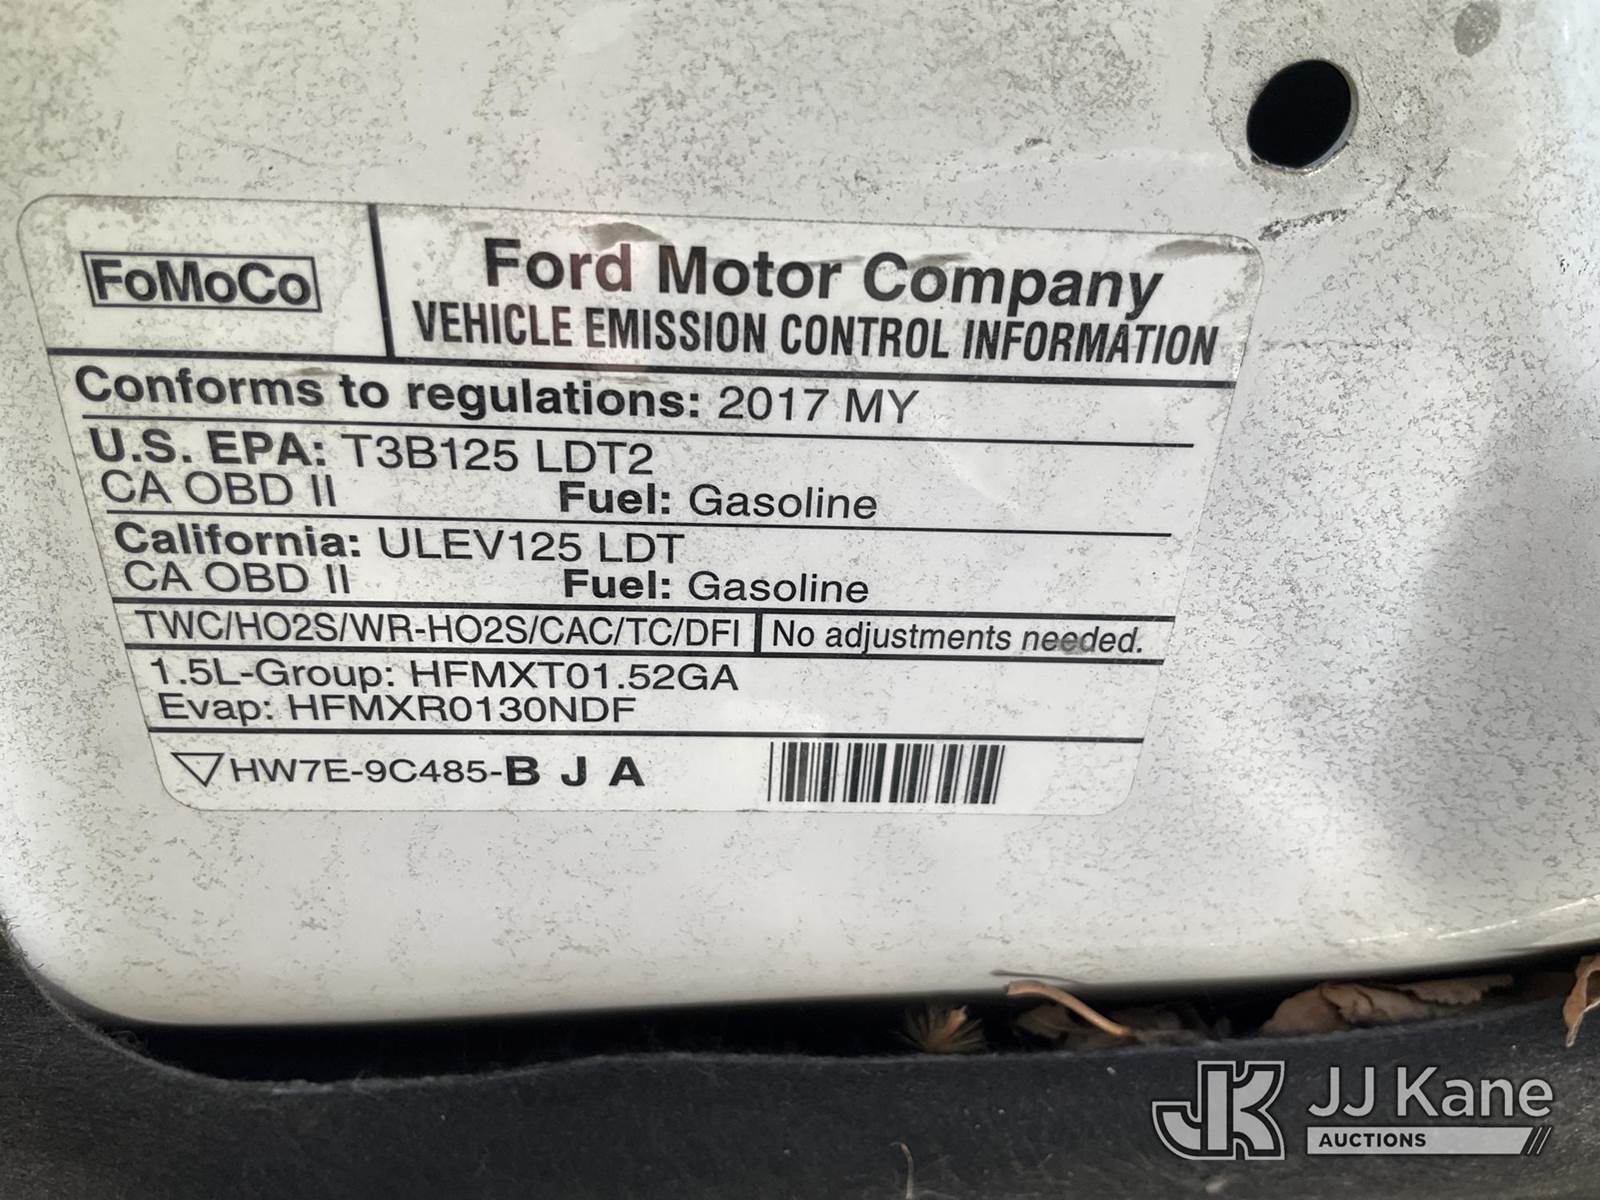 FoMoCo
Ford Motor Company
VEHICLE EMISSION CONTROL INFORMATION
Conforms to regulations: 2017 MY
U.S. EPA: T3B125 LDT2
CA OBD II Fuel: Gasoline
California: ULEV125 LDT
CA OBD II Fuel: Gasoline
TWC/HO2S/WR-HO2S/CAC/TC/DFI No adjustments needed.
1.5L-Group: HFMXT01.52GA
Evap: HFMXR0130NDF
HW7E-9C485-B J A
JK JJ Kane
AUCTIONS